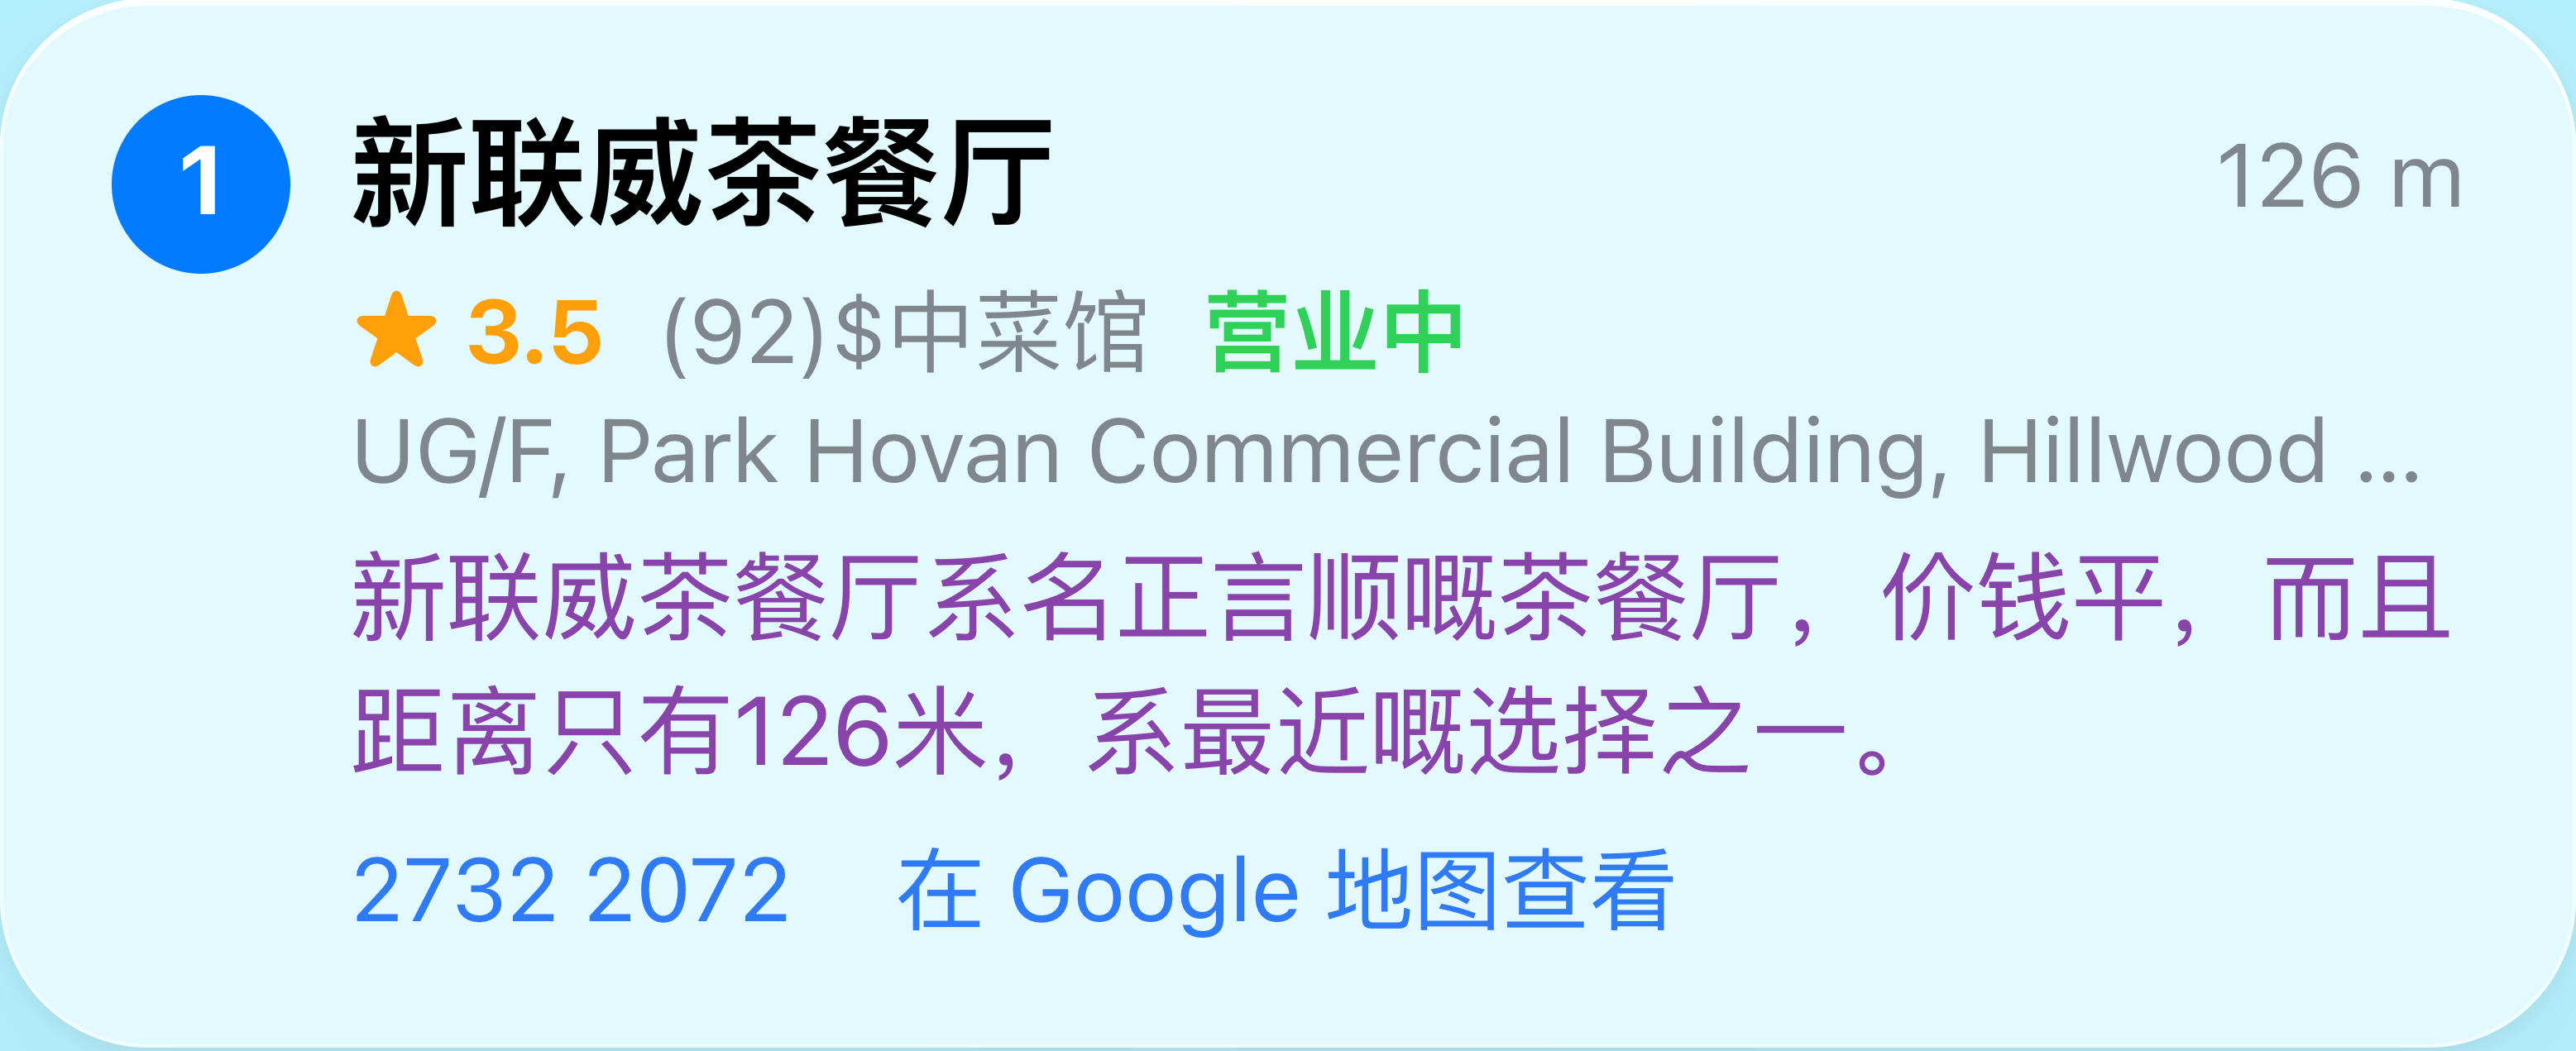 1
新联威茶餐厅
126 m
3.5 (92)$中菜馆 营业中
UG/F, Park Hovan Commercial Building, Hillwood ...
新联威茶餐厅系名正言顺嘅茶餐厅，价钱平，而且
距离只有126米，系最近嘅选择之一。
2732 2072 在 Google 地图查看